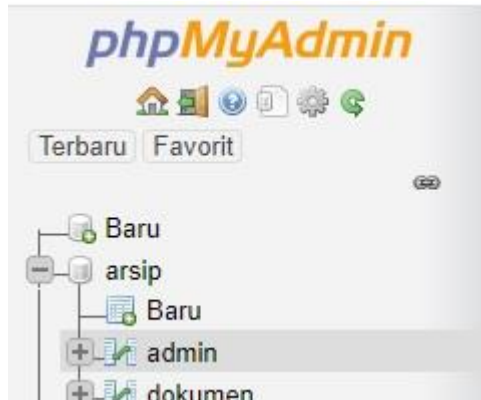 phpMyAdmin
Terbaru Favorit
Baru
arsip
Baru
admin
dokumen